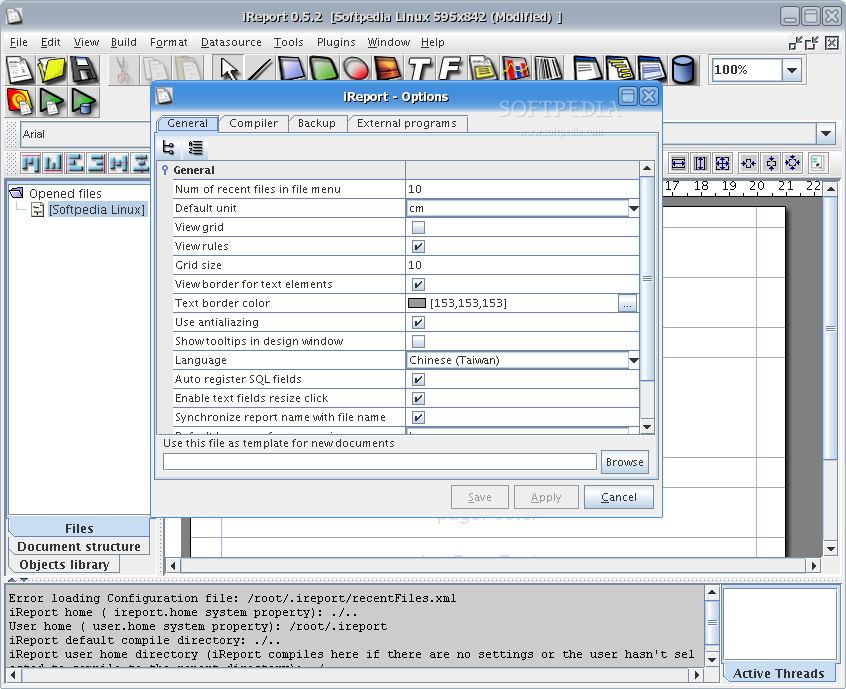 iReport 0.5.2 [Softpedia Linux 595x842 (Modified) ]
File Edit View Build Format Datasource Tools Plugins Window Help
100%
iReport - Options
SOFTPEDIA
www.softpedia.com
Arial
General Compiler Backup External programs
17 18 19 20 21 22
Opened files
[Softpedia Linux]
General
Num of recent files in file menu 10
Default unit cm
View grid
View rules
Grid size 10
View border for text elements
Text border color [153,153,153] ...
Use antialiazing
Show tooltips in design window
Language Chinese (Taiwan)
Auto register SQL fields
Enable text fields resize click
Synchronize report name with file name
Use this file as template for new documents
Browse
Save Apply Cancel
Files
Document structure
Objects library
Error loading Configuration file: /root/.ireport/recentFiles.xml
iReport home ( ireport.home system property): ./..
User home ( user.home system property): /root/.ireport
iReport default compile directory: ./..
iReport user home directory (iReport compiles here if there are no settings or the user hasn't sel
Active Threads